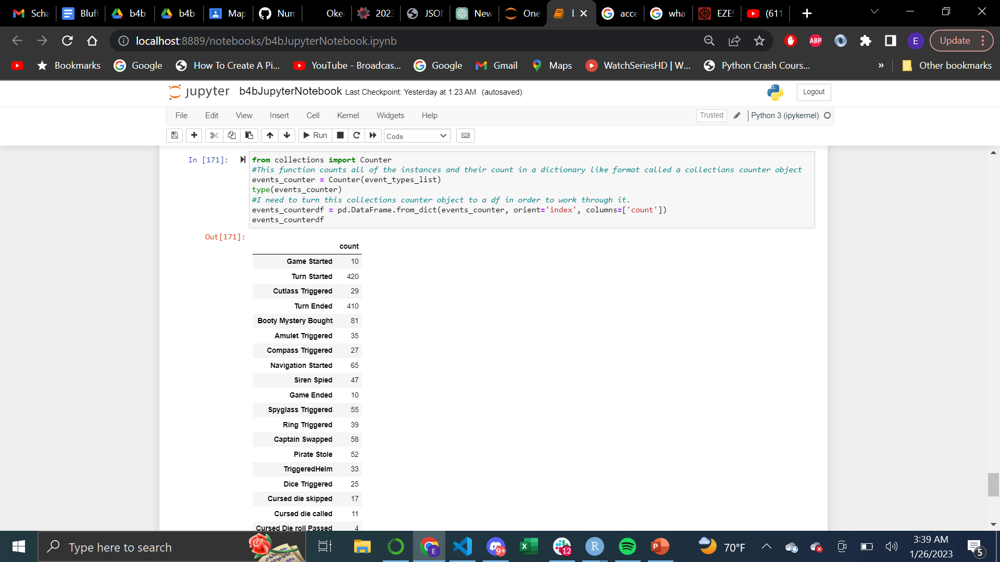 Scha
Bluf
b4b-
b4b-
Map
Num
Oke
2023
JSO
New
One
acce
wha
EZES
(611
localhost:8889/notebooks/b4bJupyterNotebook.ipynb
ABP
E
Update
Bookmarks
Google
How To Create A Pi...
YouTube - Broadcas...
Google
Gmail
Maps
WatchSeriesHD | W...
Python Crash Cours...
»
Other bookmarks
jupyter b4bJupyterNotebook Last Checkpoint: Yesterday at 1:23 AM (autosaved)
Logout
File Edit View Insert Cell Kernel Widgets Help
Trusted
Python 3 (ipykernel)
Run
Code
In [171]:
from collections import Counter
#This function counts all of the instances and their count in a dictionary like format called a collections counter object
events_counter = Counter(event_types_list)
type(events_counter)
#I need to turn this collections counter object to a df in order to work through it.
events_counterdf = pd.DataFrame.from_dict(events_counter, orient='index', columns=['count'])
events_counterdf
Out[171]:
count
Game Started 10
Turn Started 420
Cutlass Triggered 29
Turn Ended 410
Booty Mystery Bought 81
Amulet Triggered 35
Compass Triggered 27
Navigation Started 65
Siren Spied 47
Game Ended 10
Spyglass Triggered 55
Ring Triggered 39
Captain Swapped 58
Pirate Stole 52
TriggeredHelm 33
Dice Triggered 25
Cursed die skipped 17
Cursed die called 11
Cursed Die roll Passed 4
Type here to search
E
9+
X
12
R
P
70°F
3:39 AM
1/26/2023
5